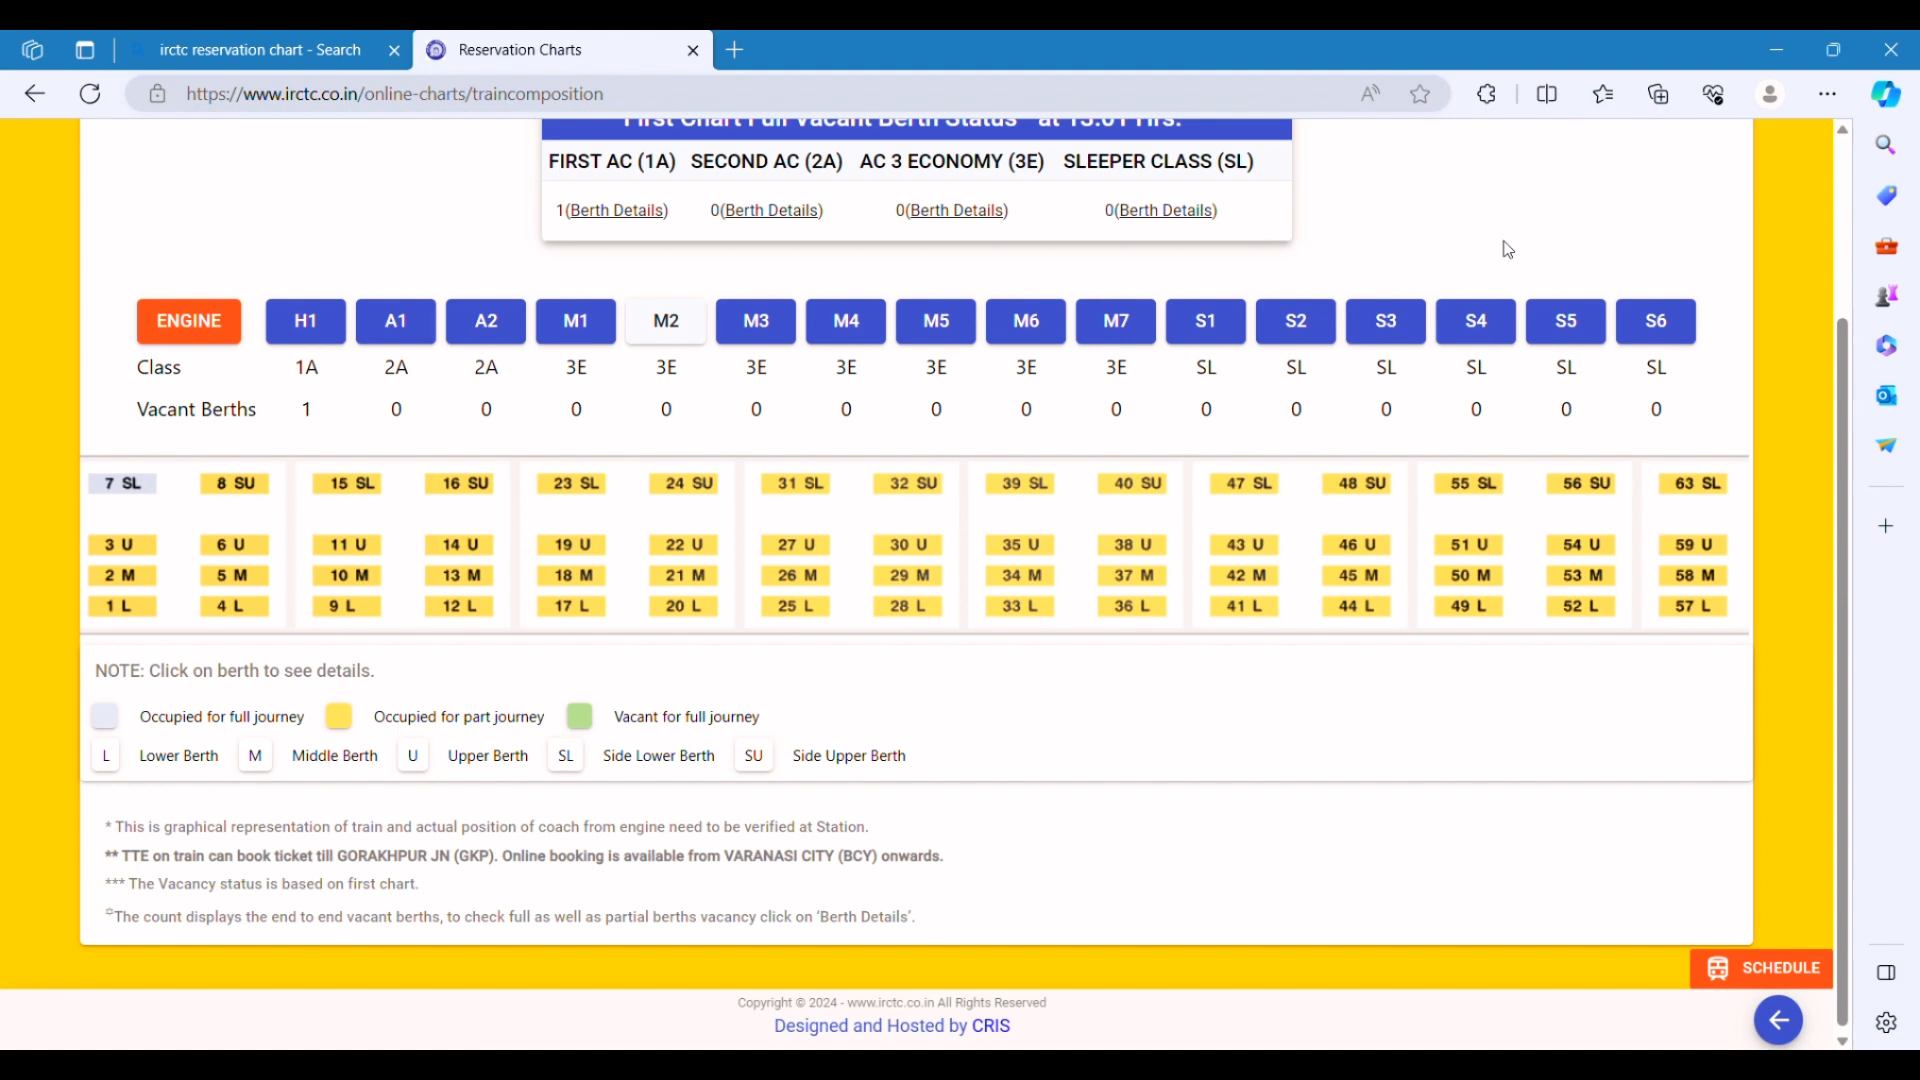 irctc reservation chart - Search
Reservation Charts
https://www.irctc.co.in/online-charts/traincomposition
First Chart Full Vacant Berth Status* at 15:01 Hrs.
FIRST AC (1A) SECOND AC (2A) AC 3 ECONOMY (3E) SLEEPER CLASS (SL)
1(Berth Details) 0(Berth Details) 0(Berth Details) 0(Berth Details)
ENGINE H1 A1 A2 M1 M2 M3 M4 M5 M6 M7 S1 S2 S3 S4 S5 S6
Class 1A 2A 2A 3E 3E 3E 3E 3E 3E 3E SL SL SL SL SL SL
Vacant Berths 1 0 0 0 0 0 0 0 0 0 0 0 0 0 0 0
7 SL 8 SU 15 SL 16 SU 23 SL 24 SU 31 SL 32 SU 39 SL 40 SU 47 SL 48 SU 55 SL 56 SU 63 SL
3 U 6 U 11 U 14 U 19 U 22 U 27 U 30 U 35 U 38 U 43 U 46 U 51 U 54 U 59 U
2 M 5 M 10 M 13 M 18 M 21 M 26 M 29 M 34 M 37 M 42 M 45 M 50 M 53 M 58 M
1 L 4 L 9 L 12 L 17 L 20 L 25 L 28 L 33 L 36 L 41 L 44 L 49 L 52 L 57 L
NOTE: Click on berth to see details.
Occupied for full journey Occupied for part journey Vacant for full journey
L Lower Berth M Middle Berth U Upper Berth SL Side Lower Berth SU Side Upper Berth
* This is graphical representation of train and actual position of coach from engine need to be verified at Station.
** TTE on train can book ticket till GORAKHPUR JN (GKP). Online booking is available from VARANASI CITY (BCY) onwards.
*** The Vacancy status is based on first chart.
The count displays the end to end vacant berths, to check full as well as partial berths vacancy click on 'Berth Details'.
SCHEDULE
Copyright © 2024 - www.irctc.co.in All Rights Reserved
Designed and Hosted by CRIS